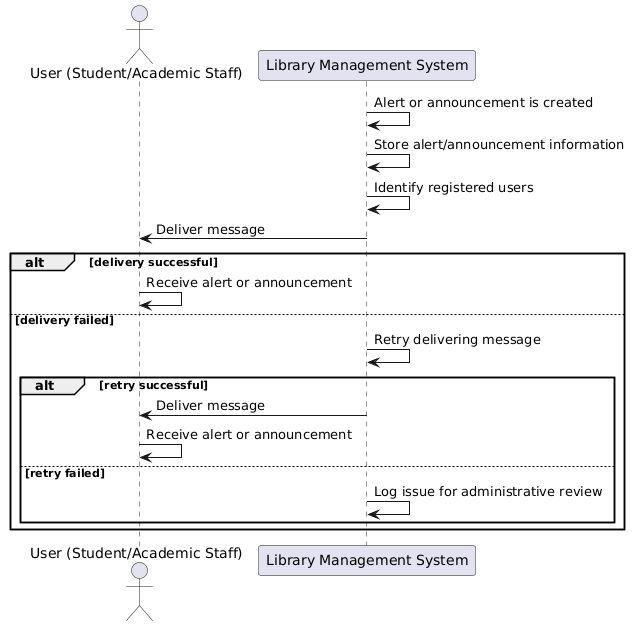 User (Student/Academic Staff)
Library Management System
Alert or announcement is created
Store alert/announcement information
Identify registered users
Deliver message
alt [delivery successful]
Receive alert or announcement
[delivery failed]
Retry delivering message
alt [retry successful]
Deliver message
Receive alert or announcement
[retry failed]
Log issue for administrative review
User (Student/Academic Staff)
Library Management System